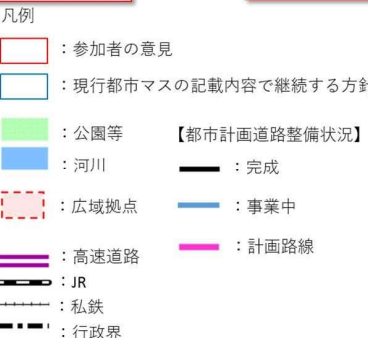 凡例
：参加者の意見
：現行都市マスの記載内容で継続する方針
：公園等
【都市計画道路整備状況】
：河川
：完成
：広域拠点
：事業中
：計画路線
：高速道路
：JR
：私鉄
：行政界